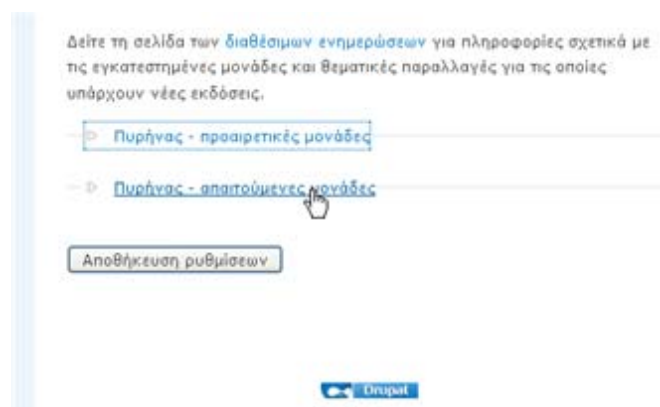 Δείτε τη σελίδα των διαθέσιμων ενημερώσεων για πληροφορίες σχετικά με
τις εγκατεστημένες μονάδες και θεματικές παραλλαγές για τις οποίες
υπάρχουν νέες εκδόσεις.
Πυρήνας - προαιρετικές μονάδες
Πυρήνας - απαιτούμενες μονάδες
Αποθήκευση ρυθμίσεων
Drupal